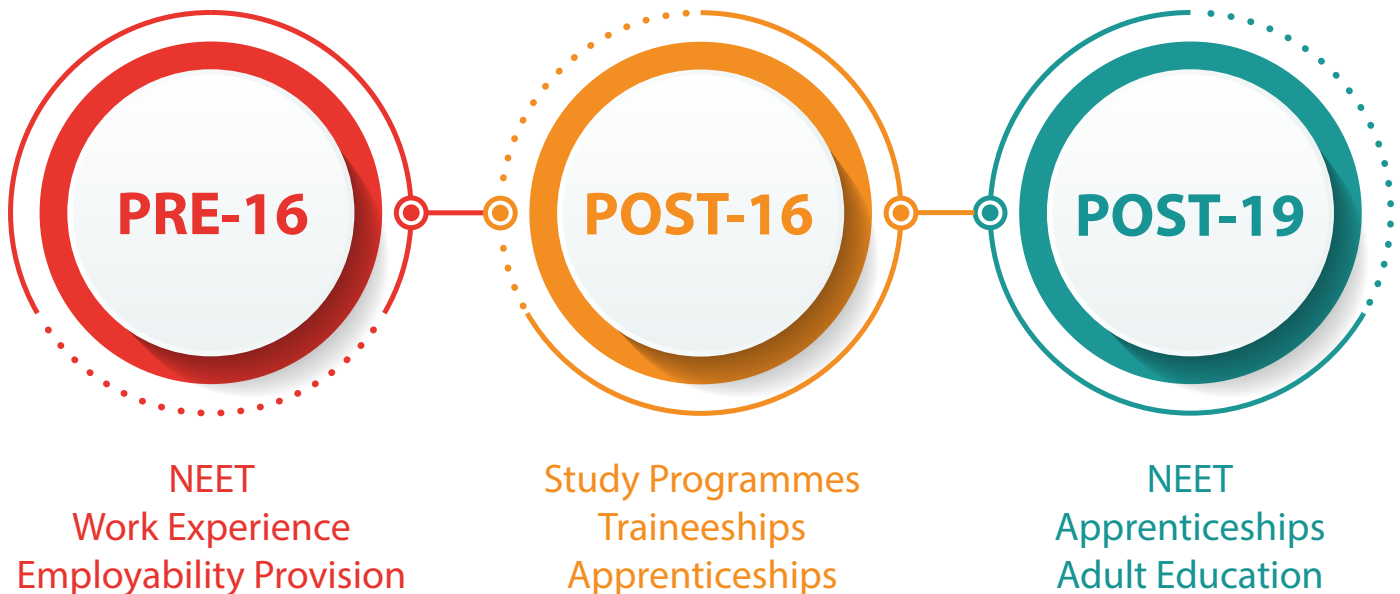 PRE-16
POST-16
POST-19
NEET
Work Experience
Employability Provision
Study Programmes
Traineeships
Apprenticeships
NEET
Apprenticeships
Adult Education